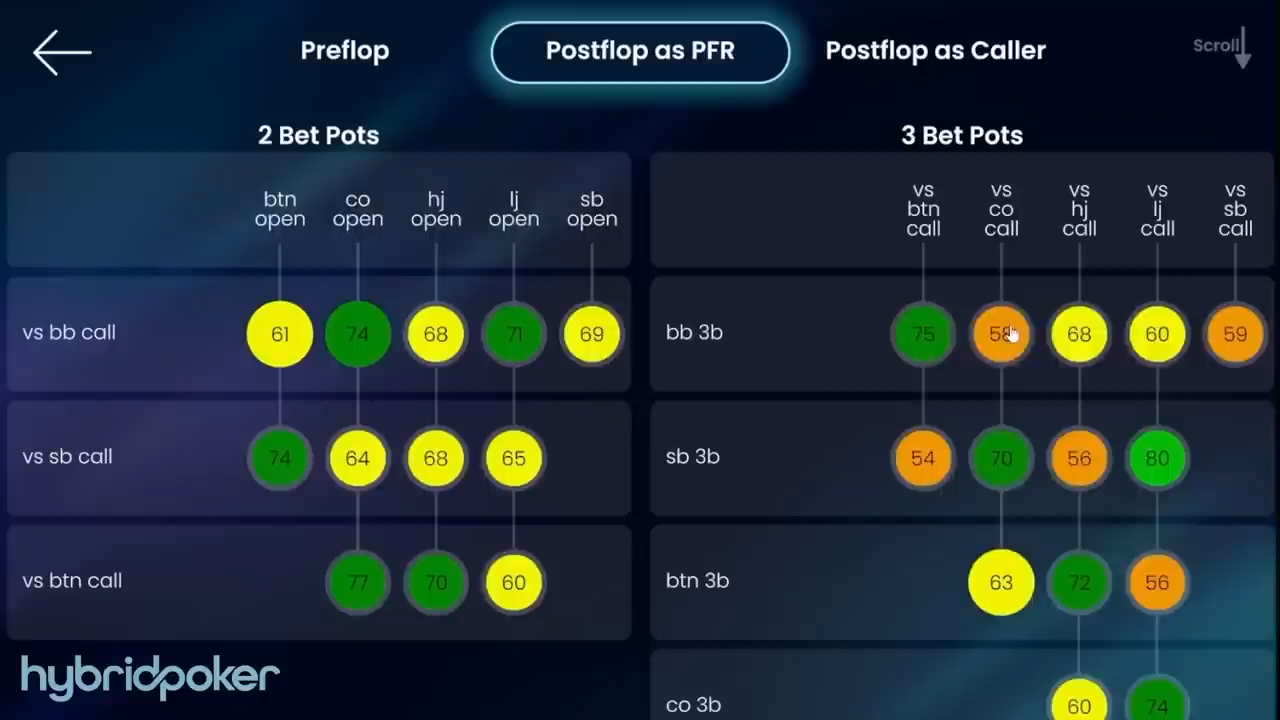 Preflop
Postflop as PFR
Postflop as Caller
Scroll
2 Bet Pots
btn open
co open
hj open
lj open
sb open
vs bb call
61 74 68 71 69
vs sb call
74 64 68 65
vs btn call
77 70 60
3 Bet Pots
vs btn call
vs co call
vs hj call
vs lj call
vs sb call
bb 3b
75 58 68 60 59
sb 3b
54 70 56 80
btn 3b
63 72 56
co 3b
60 74
hybridpoker